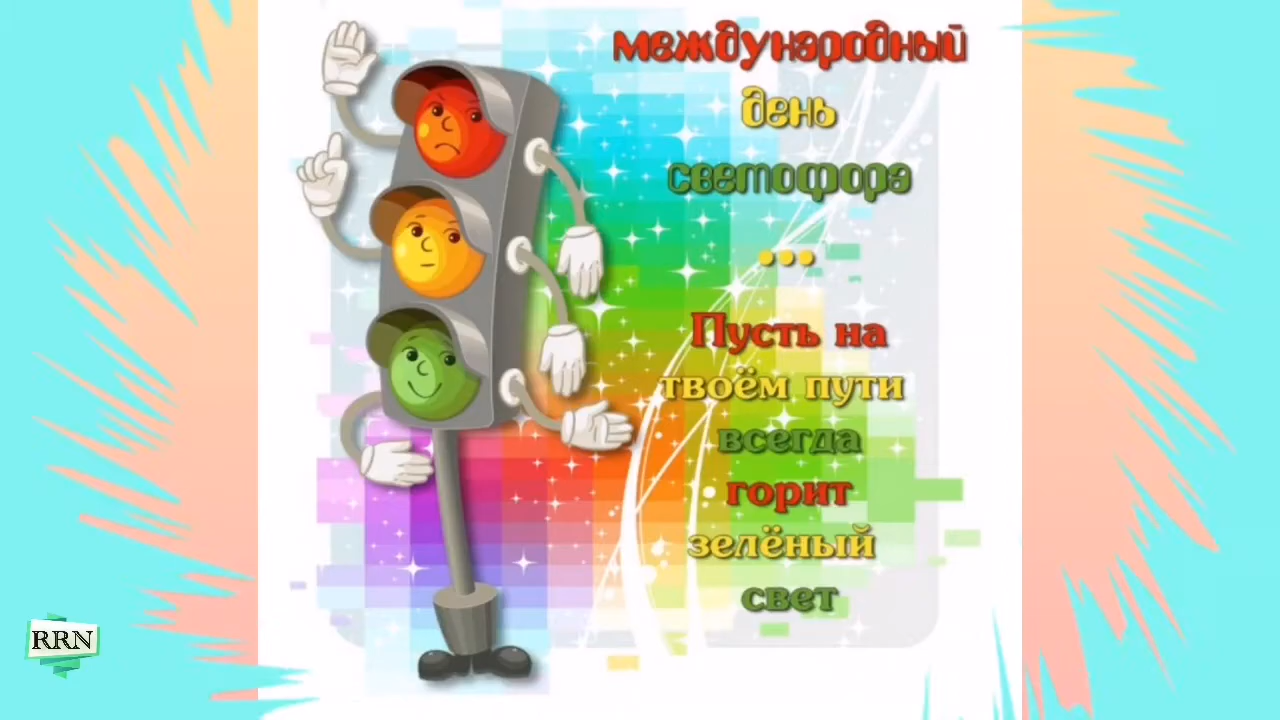 международный
день
светофора
...
Пусть на
твоём пути
всегда
горит
зелёный
свет
RRN